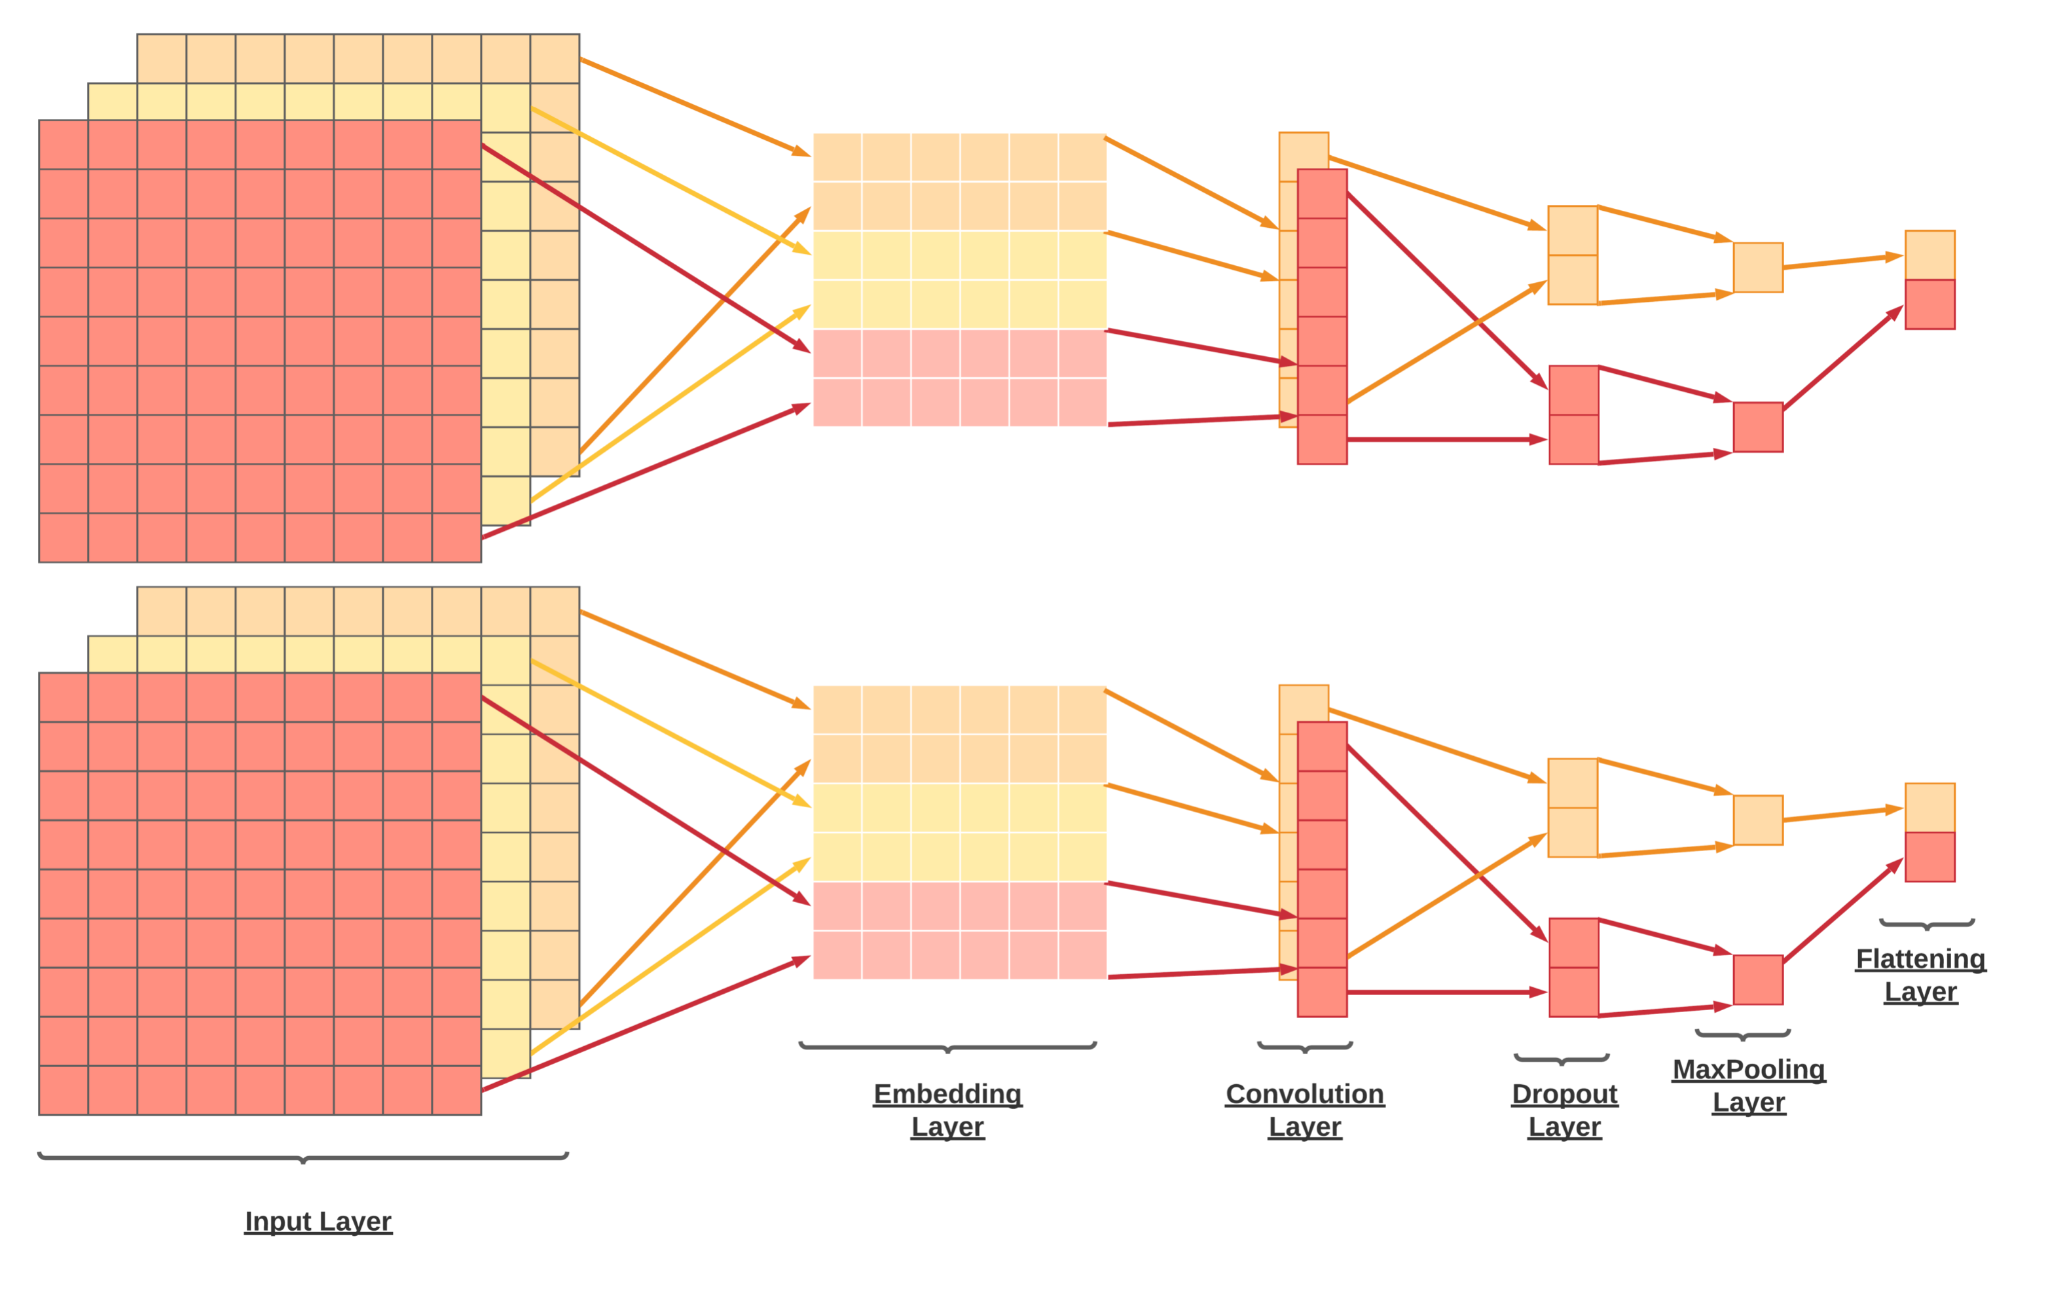 Flattening
Layer
MaxPooling
Layer
Embedding
Layer
Convolution
Layer
Dropout
Layer
Input Layer